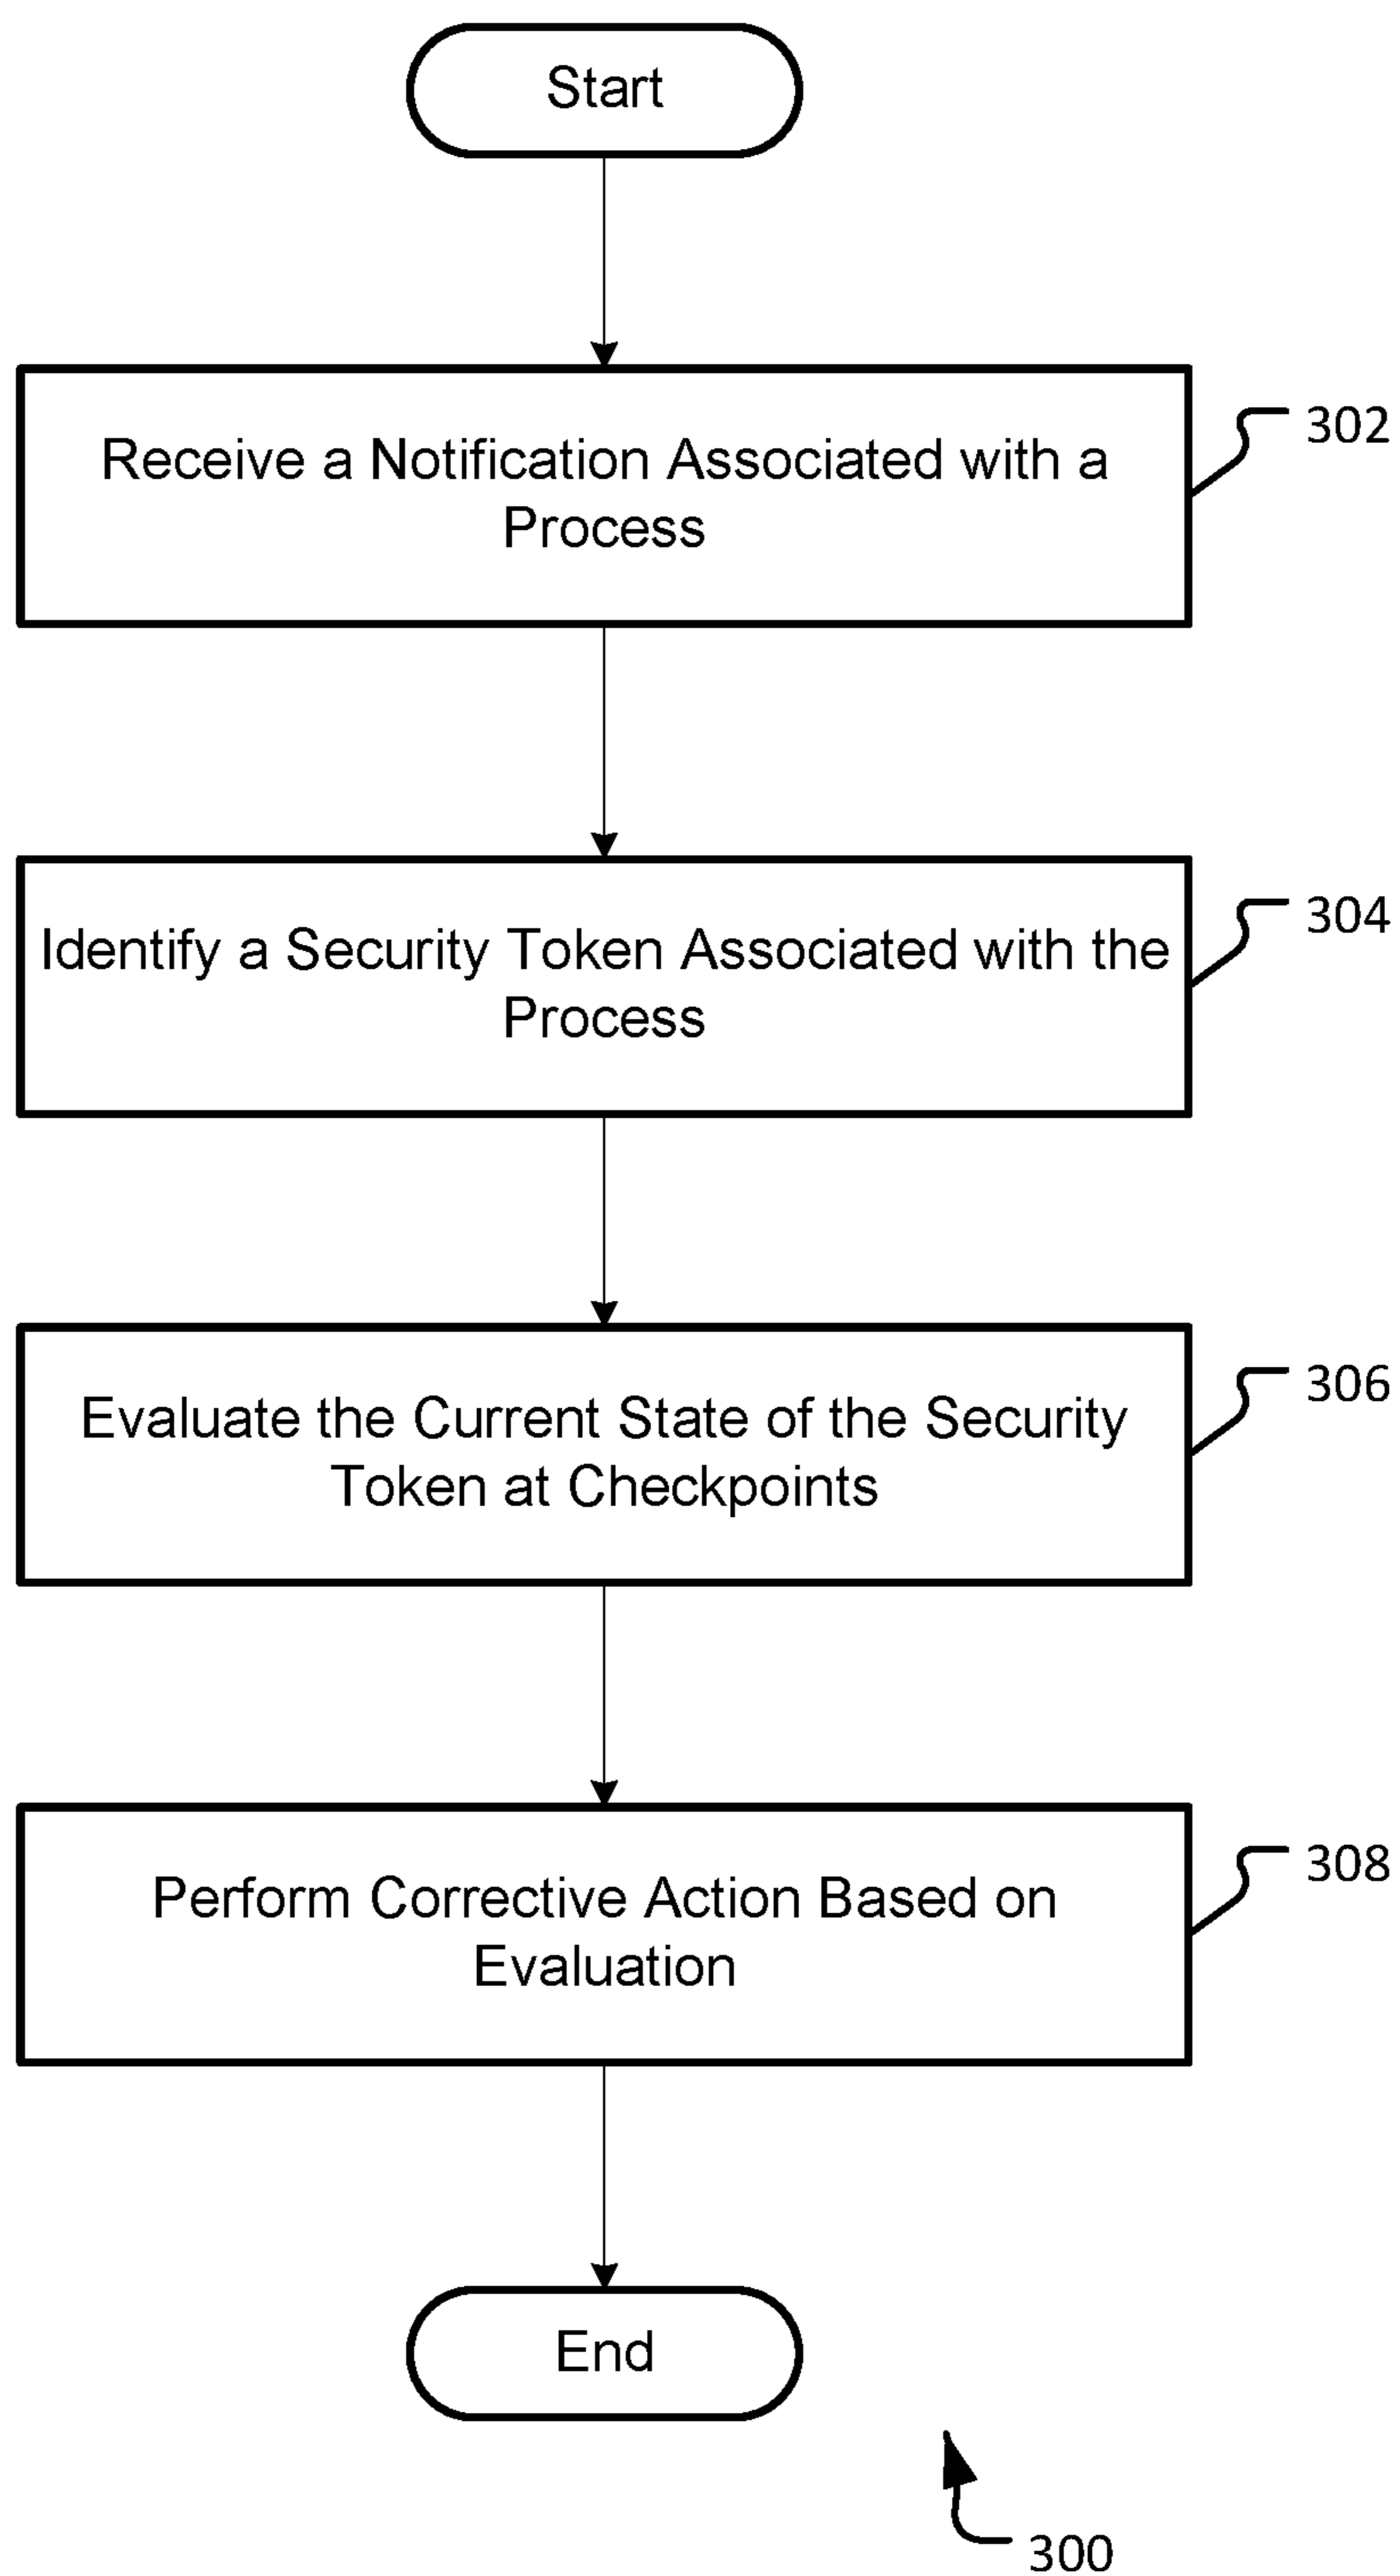 Start
Receive a Notification Associated with a
Process
302
Identify a Security Token Associated with the
Process
304
Evaluate the Current State of the Security
Token at Checkpoints
306
Perform Corrective Action Based on
Evaluation
308
End
300